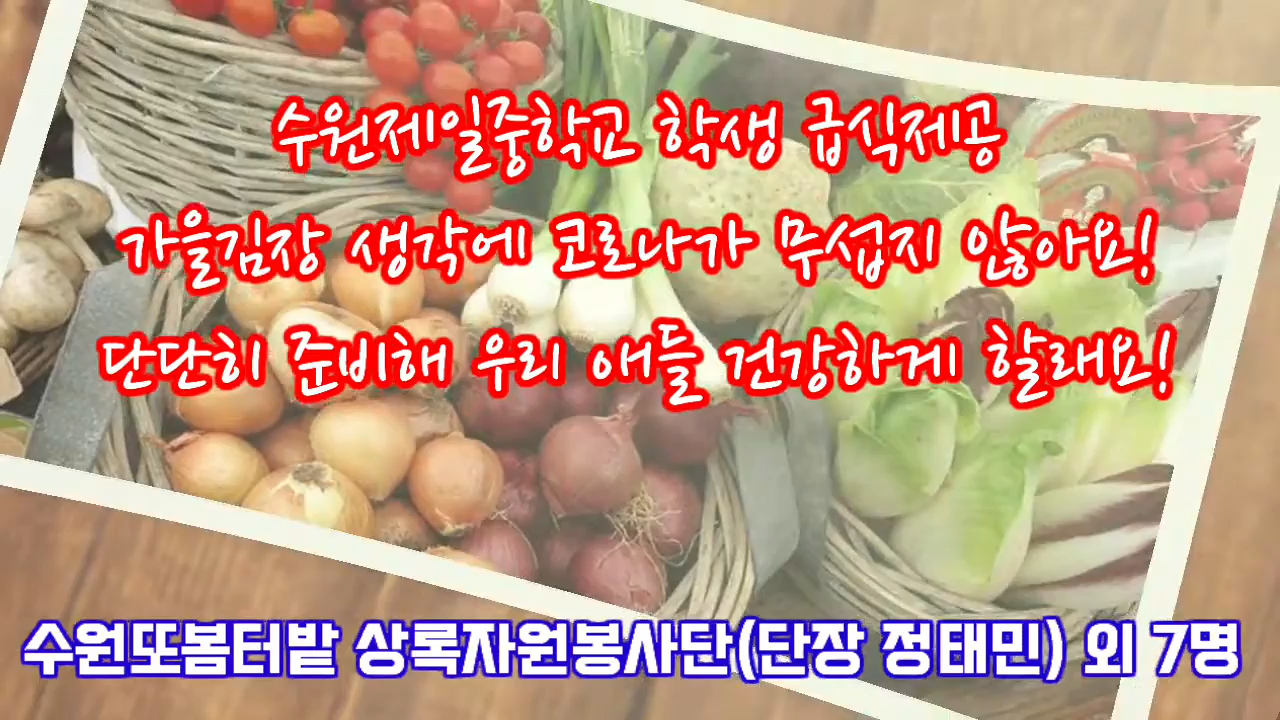 수원제일중학교 학생 급식제공
가을김장 생각에 코로나가 무섭지 않아요!
단단히 준비해 우리 애들 건강하게 할래요!
수원또봄터밭 상록자원봉사단(단장 정태민) 외 7명